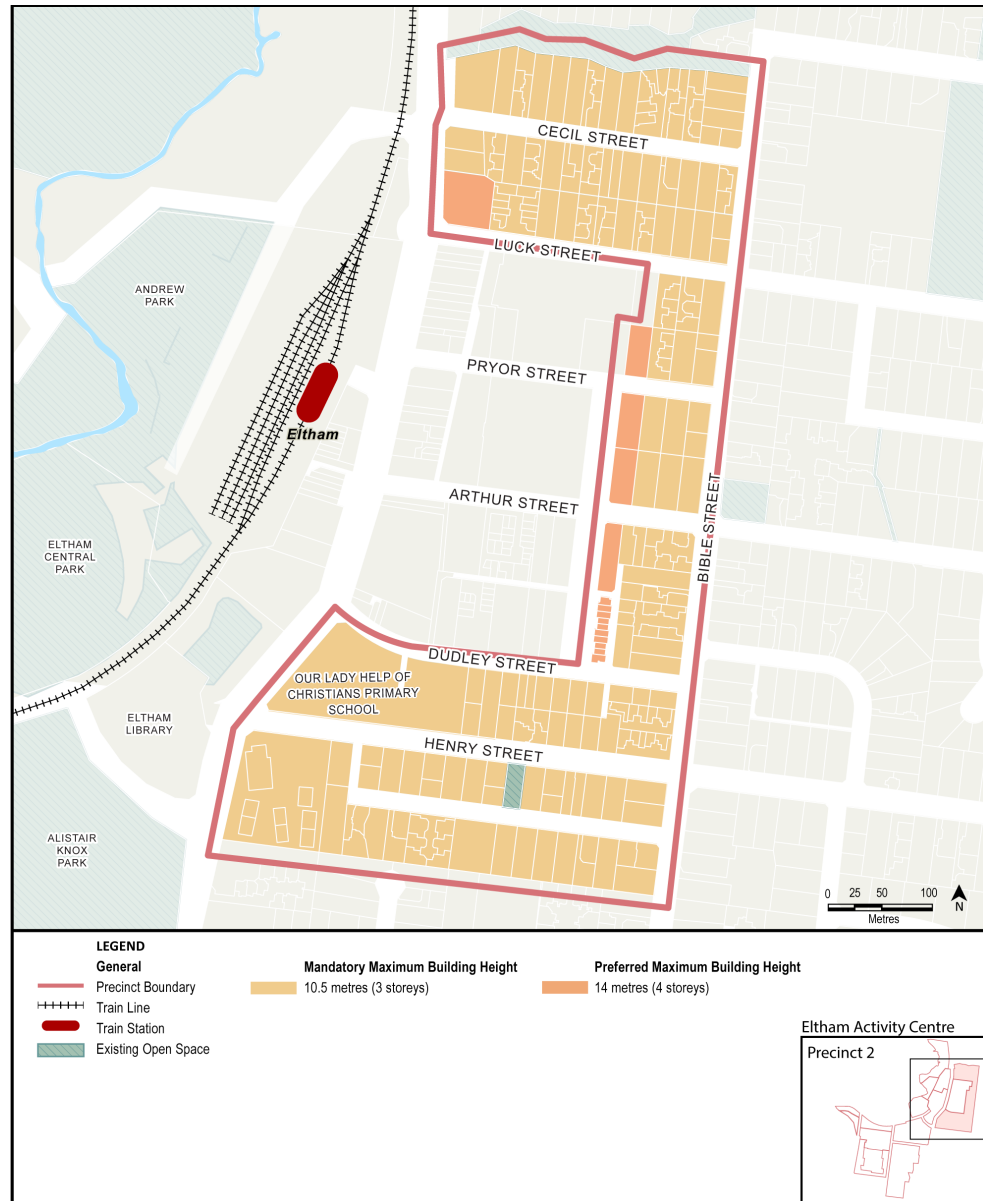 CECIL STREET
LUCK STREET
ANDREW
PARK
PRYOR STREET
Eltham
ARTHUR STREET
BIBLE STREET
ELTHAM
CENTRAL
PARK
DUDLEY STREET
OUR LADY HELP OF
CHRISTIANS PRIMARY
SCHOOL
ELTHAM
LIBRARY
HENRY STREET
ALISTAIR
KNOX
PARK
0 25 50 100
Metres
N
LEGEND
General
Precinct Boundary
Train Line
Train Station
Existing Open Space
Mandatory Maximum Building Height
10.5 metres (3 storeys)
Preferred Maximum Building Height
14 metres (4 storeys)
Eltham Activity Centre
Precinct 2